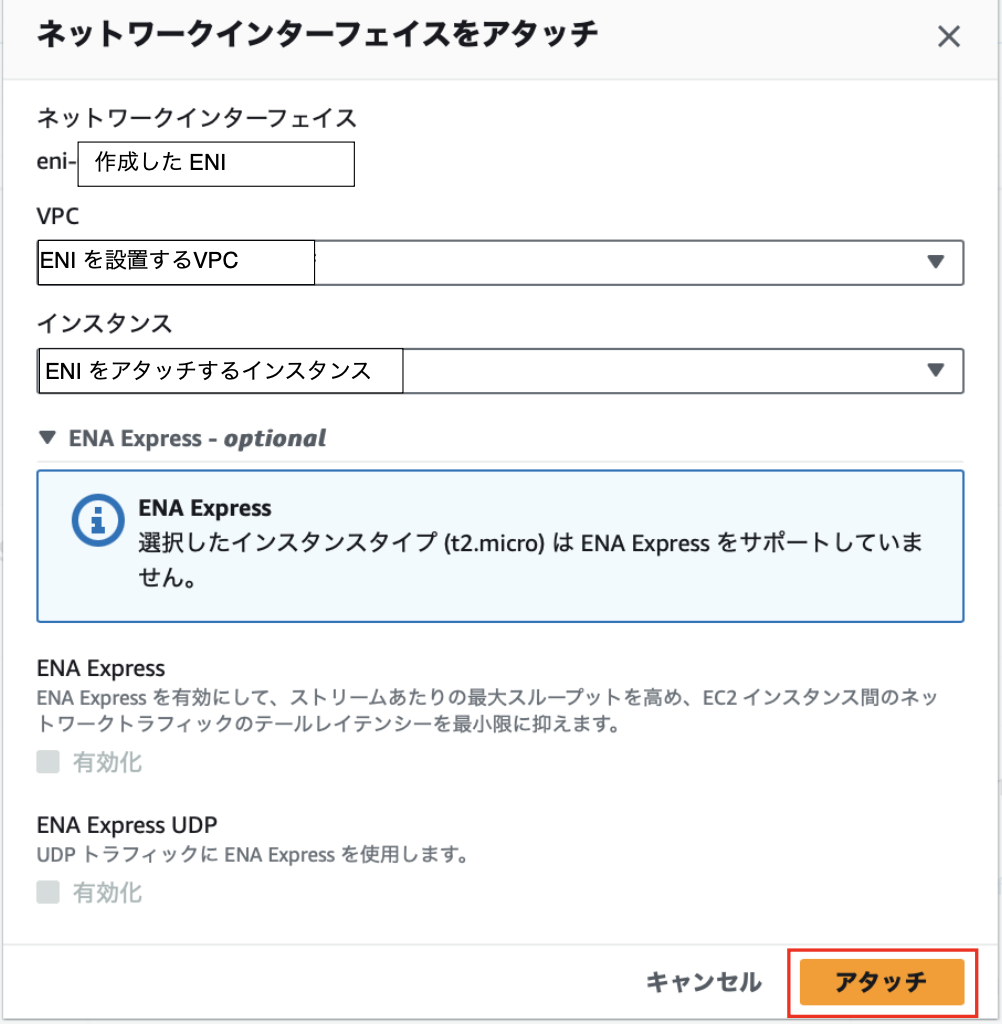 ネットワークインターフェイスをアタッチ
ネットワークインターフェイス
eni- 作成した ENI
VPC
ENI を設置するVPC
インスタンス
ENI をアタッチするインスタンス
ENA Express - optional
ENA Express
選択したインスタンスタイプ (t2.micro) は ENA Express をサポートしていま
せん。
ENA Express
ENA Express を有効にして、ストリームあたりの最大スループットを高め、EC2 インスタンス間のネッ
トワークトラフィックのテールレイテンシーを最小限に抑えます。
有効化
ENA Express UDP
UDP トラフィックに ENA Express を使用します。
有効化
キャンセル アタッチ